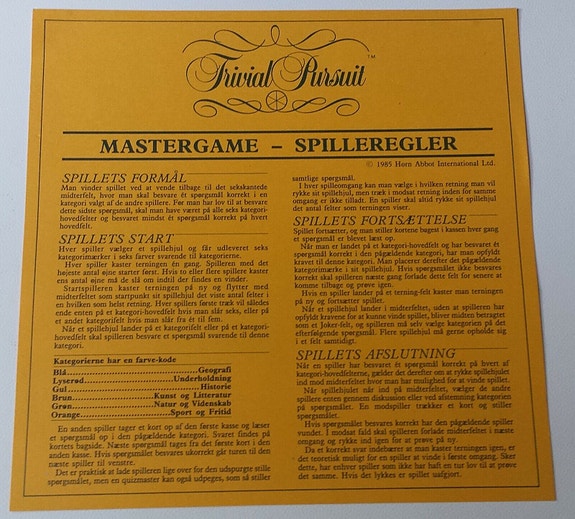 Trivial Pursuit™
MASTERGAME – SPILLEREGLER
© 1985 Horn Abbot International Ltd.
SPILLETS FORMÅL
Man vinder spillet ved at vende tilbage til det sekskantede
midterfelt, hvor man skal besvare ét spørgsmål korrekt i en
kategori valgt af de andre spillere. Før man har lov til at besvare
dette sidste spørgsmål, skal man have været på alle seks kategori-
hovedfelter og besvaret mindst ét spørgsmål korrekt på hvert
hovedfelt.
SPILLETS START
Hver spiller vælger et spillehjul og får udleveret seks
kategorimærker i seks farver svarende til kategorierne.
Hver spiller kaster terningen én gang. Spilleren med det
højeste antal øjne starter først. Hvis to eller flere spillere kaster
ens antal øjne må de slå om indtil der findes en vinder.
Startspilleren kaster terningen på ny og flytter med
midterfeltet som startpunkt sit spillehjul det viste antal felter i
en hvilken som helst retning. Hver spillers første træk vil således
ende enten på et kategori-hovedfelt hvis man slår seks, eller på
et andet kategorifelt hvis man slår fra ét til fem.
Når et spillehjul lander på et kategorifelt eller på et kategori-
hovedfelt skal spilleren besvare et spørgsmål svarende til denne
kategori.
Kategorierne har en farve-kode
Blå...Geografi
Lyserød...Underholdning
Gul...Historie
Brun...Kunst og Litteratur
Grøn...Natur og Videnskab
Orange...Sport og Fritid
En anden spiller tager et kort op af den første kasse og læser
et spørgsmål op i den pågældende kategori. Svaret findes på
kortets bagside. Næste spørgsmål tages fra det første kort i den
anden kasse. Hvis spørgsmålet besvares ukorrekt går turen til den
næste spiller til venstre.
Det er praktisk at lade spilleren lige over for den udspurgte stille
spørgsmålet, men en quizmaster kan også udpeges, som så stiller
samtlige spørgsmål.
I hver spilleomgang kan man vælge i hvilken retning man vil
rykke sit spillehjul, men træk i modsat retning inden for samme
omgang er ikke tilladt. En spiller skal altid rykke sit spillehjul
det antal felter som terningen viser.
SPILLETS FORTSÆTTELSE
Spillet fortsætter, og man stiller kortene bagest i kassen hver gang
et spørgsmål er blevet læst op.
Når man er landet på et kategori-hovedfelt og har besvaret ét
spørgsmål korrekt i den pågældende kategori, har man opfyldt
kravet til denne kategori. Man placerer derefter det pågældende
kategorimærke i sit spillehjul. Hvis spørgsmålet ikke besvares
korrekt skal spilleren næste gang forlade dette felt for senere at
komme tilbage og prøve igen.
Hvis en spiller lander på et terning-felt kaster man terningen
på ny og fortsætter spillet.
Når et spillehjul lander i midterfeltet, uden at spilleren har
opfyldt kravene for at kunne vinde spillet, bliver midten betragtet
som et Joker-felt, og spilleren må selv vælge kategorien på det
efterfølgende spørgsmål. Flere spillehjul må gerne opholde sig
i et felt samtidigt.
SPILLETS AFSLUTNING
Når en spiller har besvaret ét spørgsmål korrekt på hvert af
kategori-hovedfelterne, gælder det derefter om at rykke spillehjulet
ind mod midterfeltet hvor man har mulighed for at vinde spillet.
Når spillehjulet når ind på midterfeltet, vælger de andre
spillere enten gennem diskussion eller ved afstemning kategorien
på spørgsmålet. En modspiller trækker et kort og stiller
spørgsmålet.
Hvis spørgsmålet besvares korrekt har den pågældende spiller
vundet. I modsat fald skal spilleren forlade midterfeltet i næste
omgang og rykke ind igen for at prøve på ny.
Da et korrekt svar indebærer at man kaster terningen igen, er
det teoretisk muligt for en spiller at vinde i første omgang. Sker
dette, har enhver spiller som ikke har haft en tur lov til at prøve
det samme. Hvis det lykkes er spillet uafgjort.